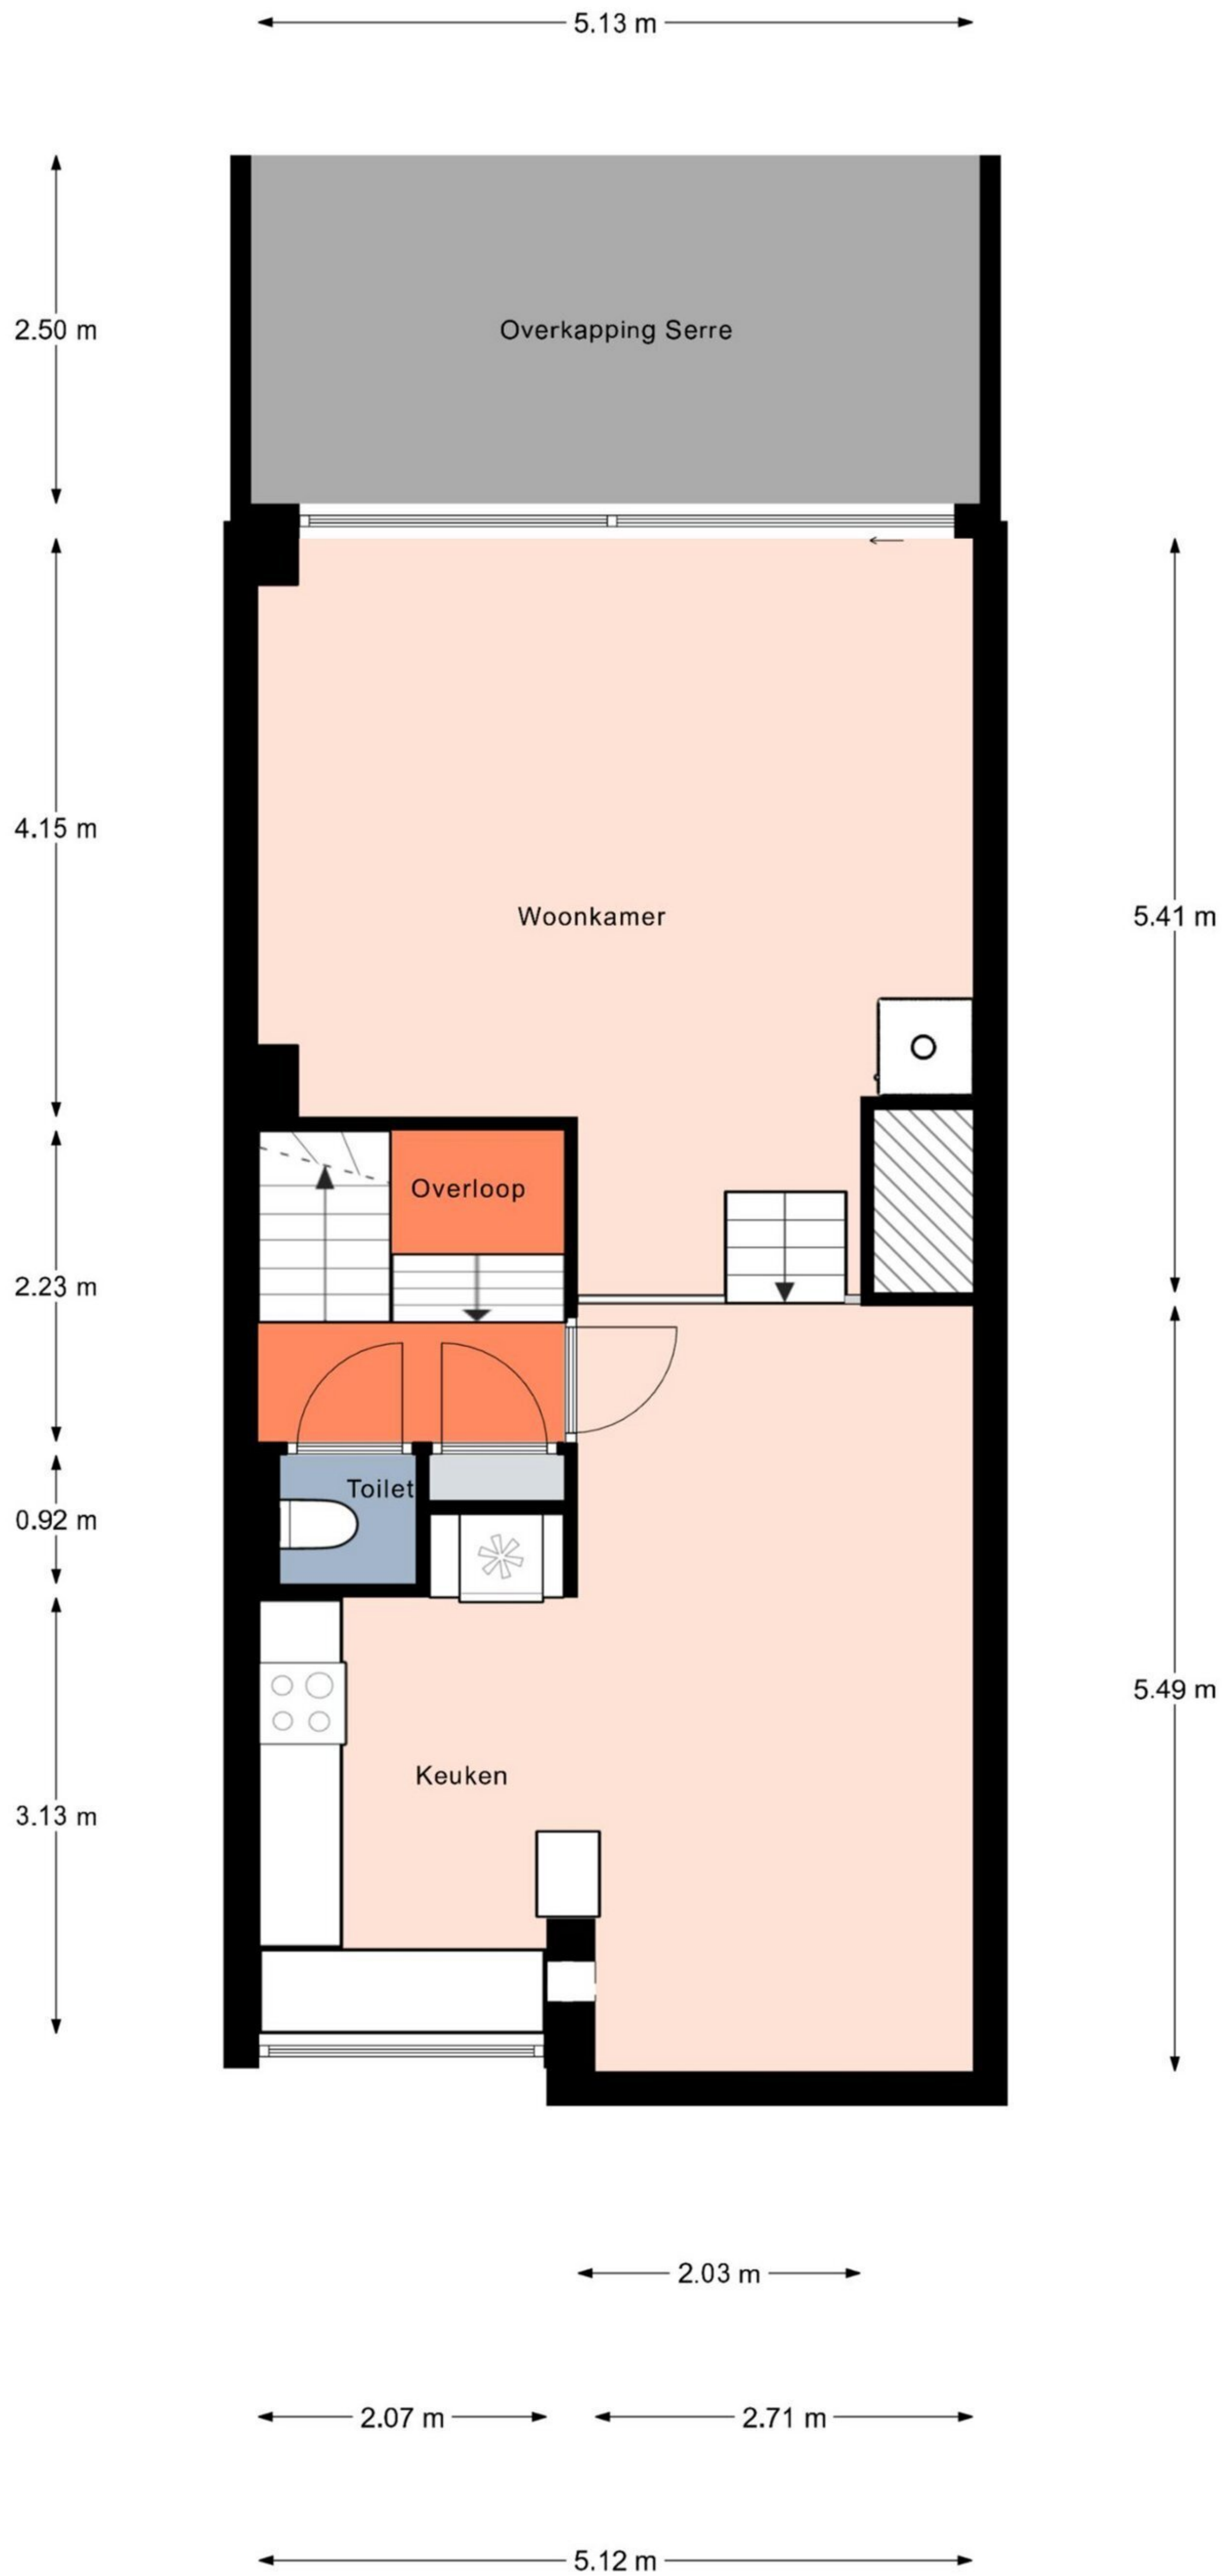 5.13 m
2.50 m
Overkapping Serre
4.15 m
Woonkamer
5.41 m
Overloop
2.23 m
Toilet
0.92 m
5.49 m
Keuken
3.13 m
2.03 m
2.07 m
2.71 m
5.12 m